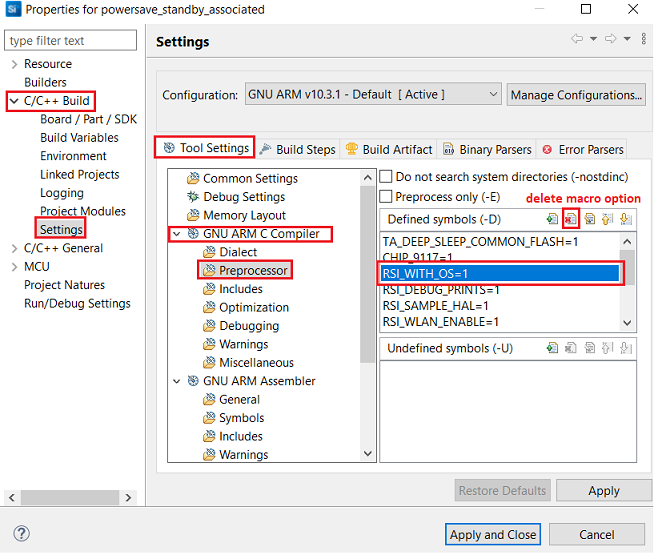 Si Properties for powersave_standby_associated
type filter text
Resource
Builders
C/C++ Build
Board / Part / SDK
Build Variables
Environment
Linked Projects
Logging
Project Modules
Settings
C/C++ General
MCU
Project Natures
Run/Debug Settings
Settings
Configuration: GNU ARM v10.3.1 - Default [ Active ] Manage Configurations...
Tool Settings Build Steps Build Artifact 010 Binary Parsers Error Parsers
Common Settings
Debug Settings
Memory Layout
GNU ARM C Compiler
Dialect
Preprocessor
Includes
Optimization
Debugging
Warnings
Miscellaneous
GNU ARM Assembler
General
Symbols
Includes
Warnings
Do not search system directories (-nostdinc)
Preprocess only (-E) delete macro option
Defined symbols (-D)
TA_DEEP_SLEEP_COMMON_FLASH=1
CHIP_9117=1
RSI_WITH_OS=1
RSI_DEBUG_PRINTS=1
RSI_SAMPLE_HAL=1
RSI_WLAN_ENABLE=1
Undefined symbols (-U)
Restore Defaults Apply
? Apply and Close Cancel